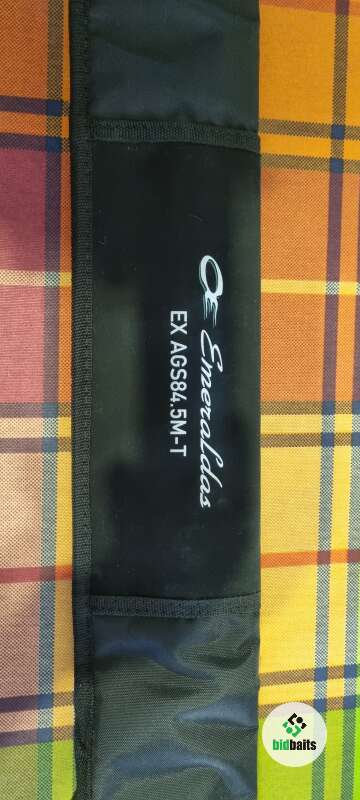 Emeraldas
EX AGS84.5M-T
bidbaits